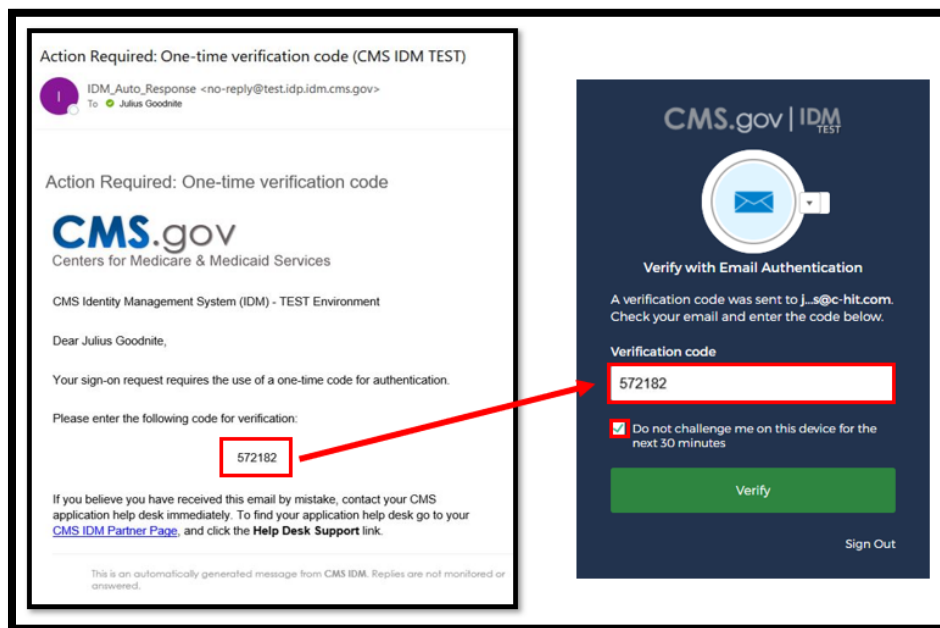 Action Required: One-time verification code (CMS IDM TEST)
I
IDM_Auto_Response <no-reply@test.idp.idm.cms.gov>
To Julius Goodnite
Action Required: One-time verification code
CMS.gov
Centers for Medicare & Medicaid Services
CMS Identity Management System (IDM) - TEST Environment
Dear Julius Goodnite,
Your sign-on request requires the use of a one-time code for authentication.
Please enter the following code for verification:
572182
If you believe you have received this email by mistake, contact your CMS
application help desk immediately. To find your application help desk go to your
CMS IDM Partner Page, and click the Help Desk Support link.
This is an automatically generated message from CMS IDM. Replies are not monitored or
answered.
CMS.gov | IDM
TEST
Verify with Email Authentication
A verification code was sent to j...s@c-hit.com.
Check your email and enter the code below.
Verification code
572182
Do not challenge me on this device for the
next 30 minutes
Verify
Sign Out